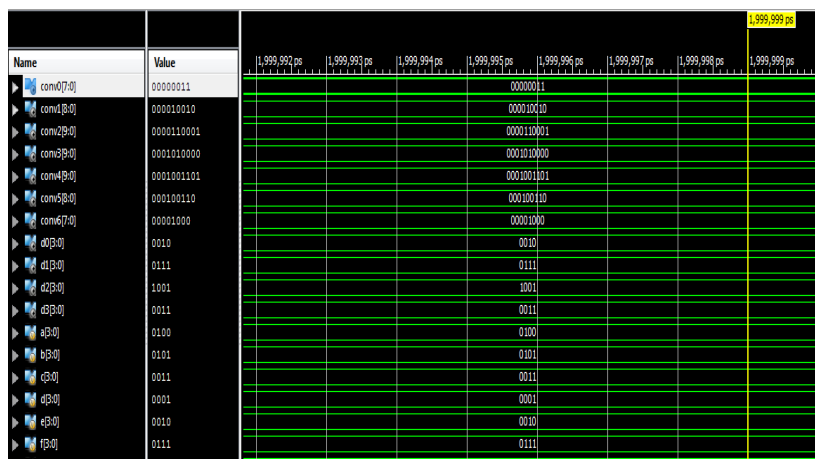 1,999,999 ps
Name Value 1,999,992 ps 1,999,993 ps 1,999,994 ps 1,999,995 ps 1,999,996 ps 1,999,997 ps 1,999,998 ps 1,999,999 ps
conv0[7:0] 00000011 00000011
conv1[8:0] 000010010 000010010
conv2[9:0] 0000110001 0000110001
conv3[9:0] 0001010000 0001010000
conv4[9:0] 0001001101 0001001101
conv5[8:0] 000100110 000100110
conv6[7:0] 00001000 00001000
d0[3:0] 0010 0010
d1[3:0] 0111 0111
d2[3:0] 1001 1001
d3[3:0] 0011 0011
a[3:0] 0100 0100
b[3:0] 0101 0101
c[3:0] 0011 0011
d[3:0] 0001 0001
e[3:0] 0010 0010
f[3:0] 0111 0111